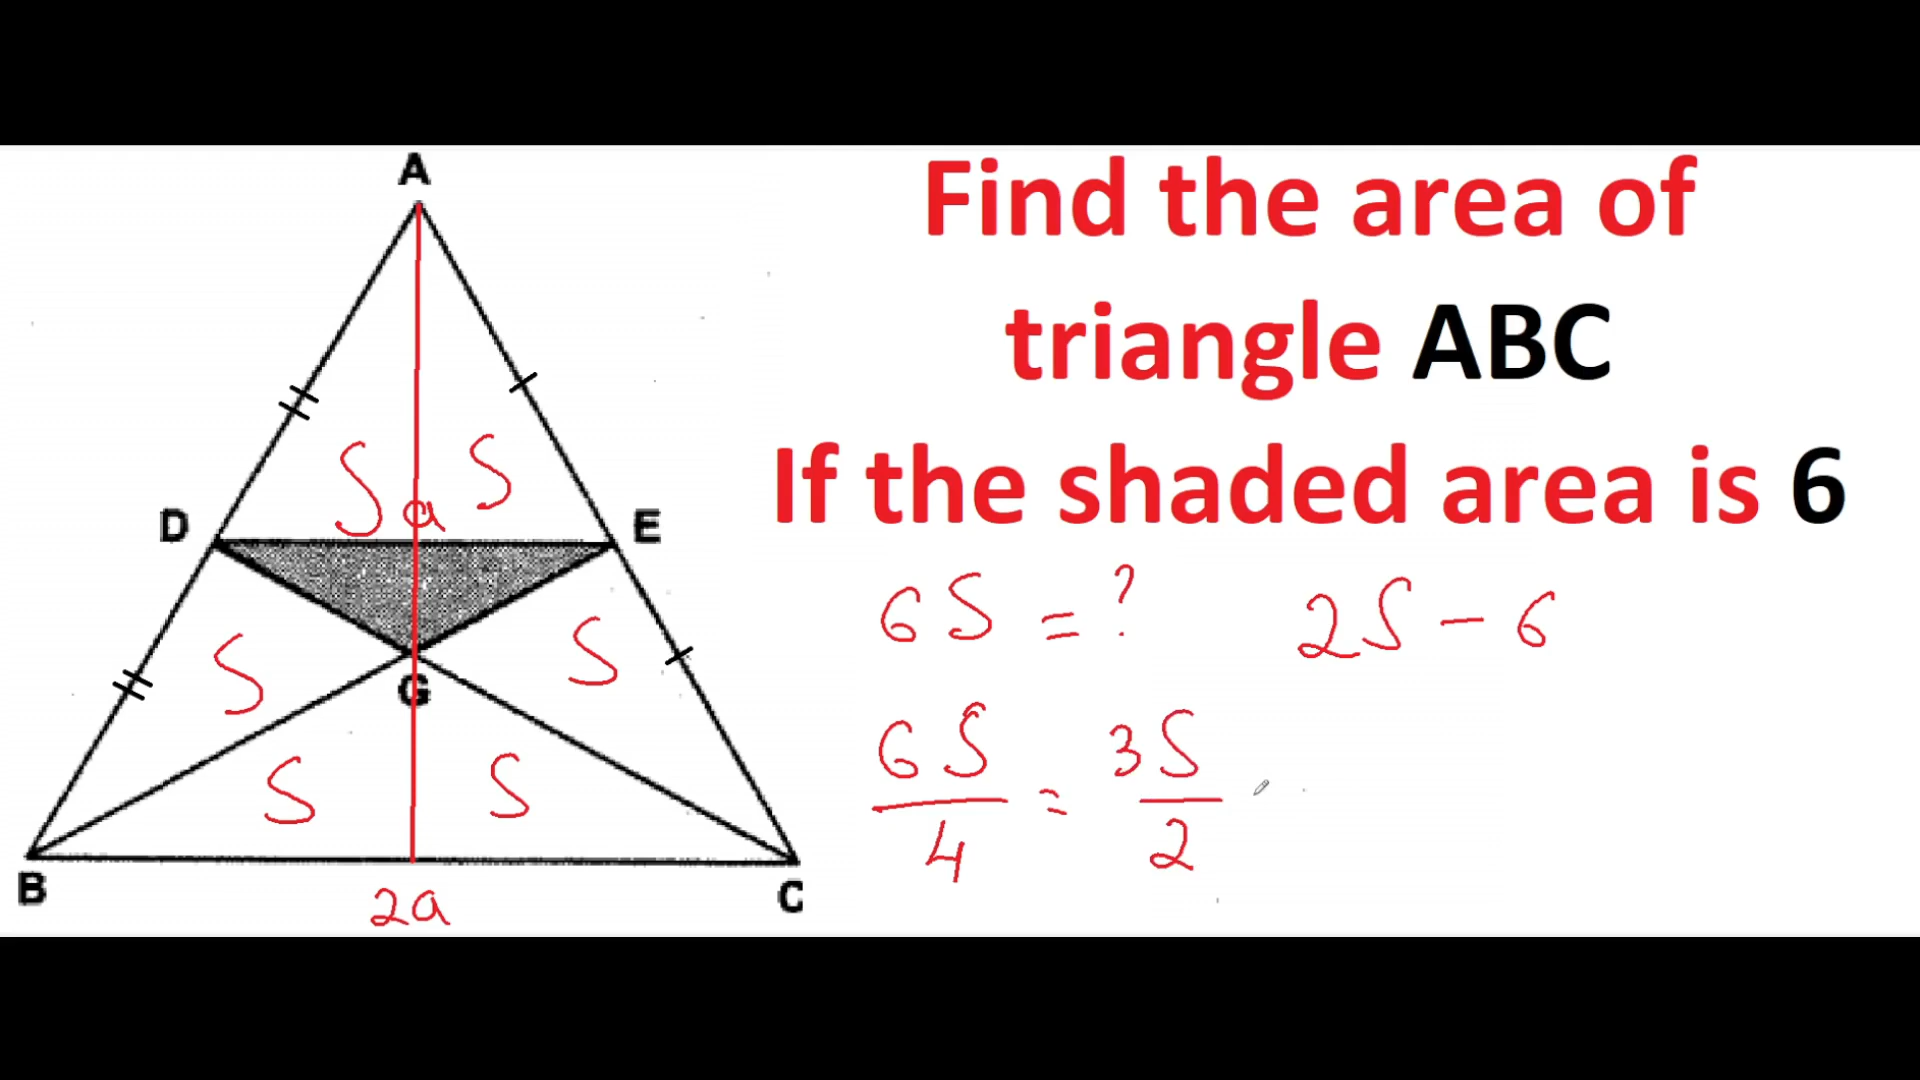 Find the area of
triangle ABC
If the shaded area is 6
A
S a S
D E
6S = ? 2S - 6
S S
G
6S/4 = 3S/2
S S
B C
2a